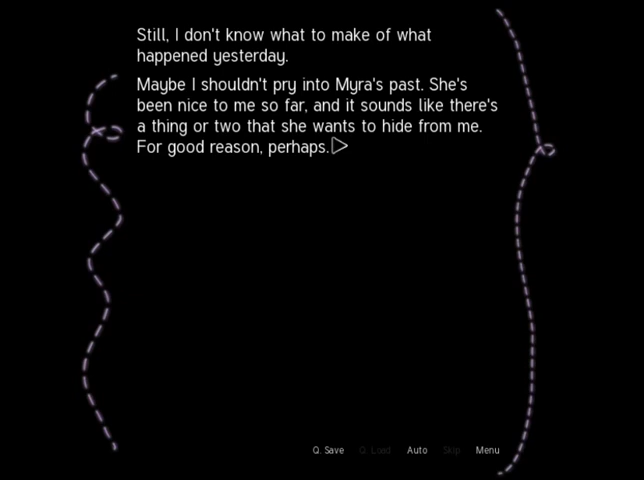 Still, I don't know what to make of what
happened yesterday.
Maybe I shouldn't pry into Myra's past. She's
been nice to me so far, and it sounds like there's
a thing or two that she wants to hide from me.
For good reason, perhaps.
Q. Save Q. Load Auto Skip Menu